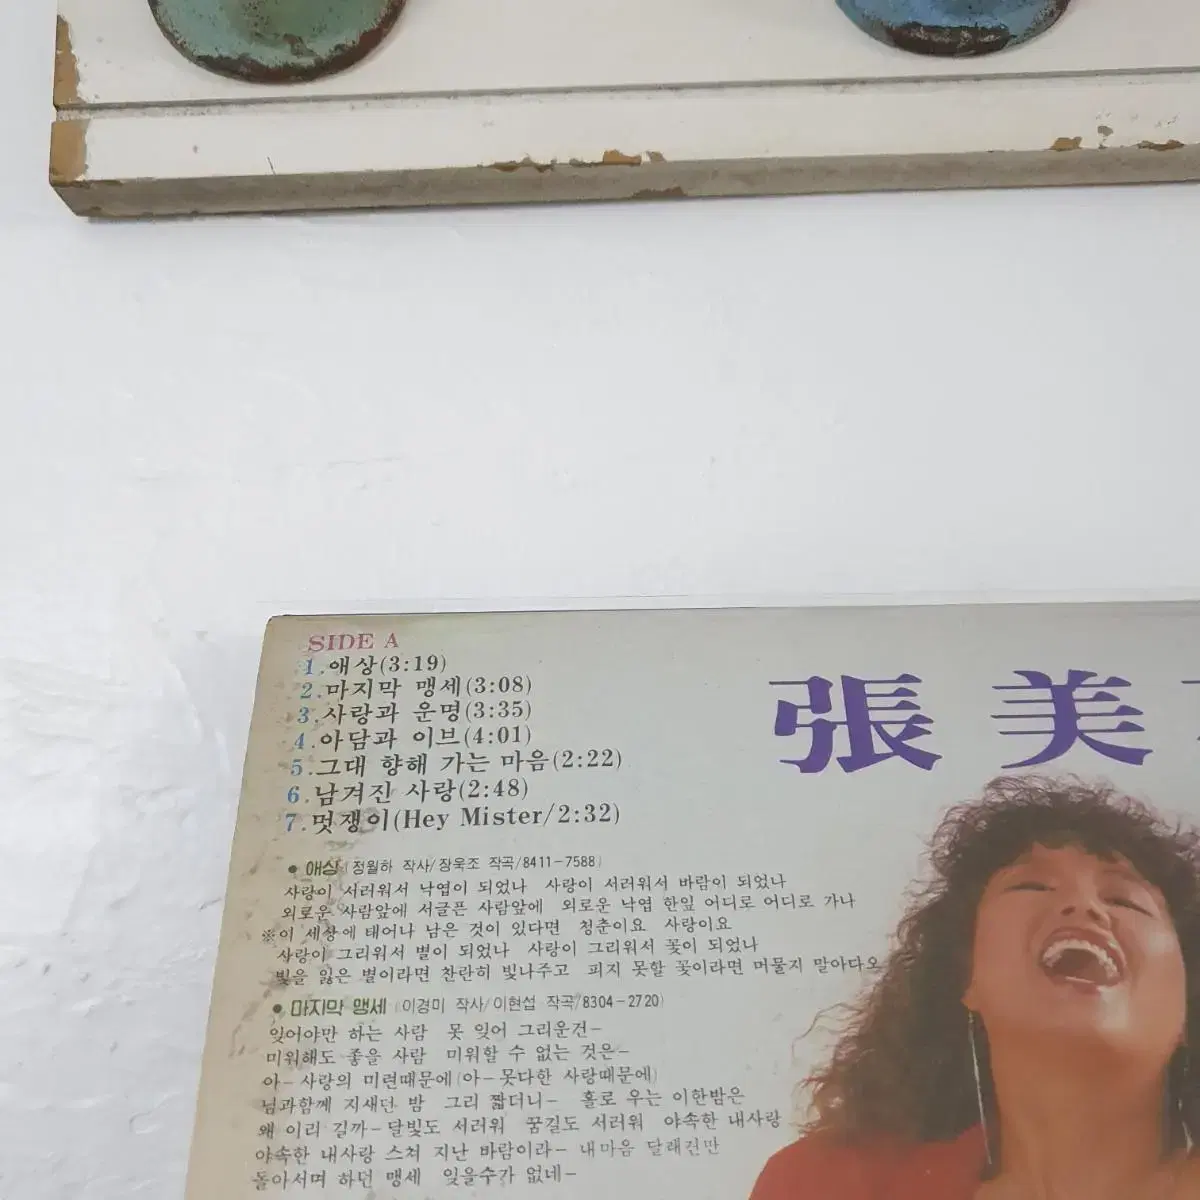 SIDE A
1.애상(3:19)
2.마지막 맹세(3:08)
3.사랑과 운명(3:35)
4.아담과 이브(4:01)
5.그대 향해 가는 마음(2:22)
6.남겨진 사랑(2:48)
7.멋쟁이(Hey Mister/2:32)
張美
● 애상(정월하 작사/장욱조 작곡/8411-7588)
사랑이 서러워서 낙엽이 되었나 사랑이 서러워서 바람이 되었나
외로운 사람앞에 서글픈 사람앞에 외로운 낙엽 한잎 어디로 어디로 가나
※이 세상에 태어나 남은 것이 있다면 청춘이요 사랑이요
사랑이 그리워서 별이 되었나 사랑이 그리워서 꽃이 되었나
빛을 잃은 별이라면 찬란히 빛나주고 피지 못할 꽃이라면 머물지 말아다오
● 마지막 맹세(이경미 작사/이현섭 작곡/8304-2720)
잊어야만 하는 사람 못 잊어 그리운건-
미워해도 좋을 사람 미워할 수 없는 것은-
아-사랑의 미련때문에(아-못다한 사랑때문에)
님과함께 지새던 밤 그리 짧더니- 홀로 우는 이한밤은
왜 이리 길까-달빛도 서러워 꿈길도 서러워 야속한 내사랑
야속한 내사랑 스쳐 지난 바람이라-내마음 달래건만
돌아서며 하던 맹세 잊을수가 없네-